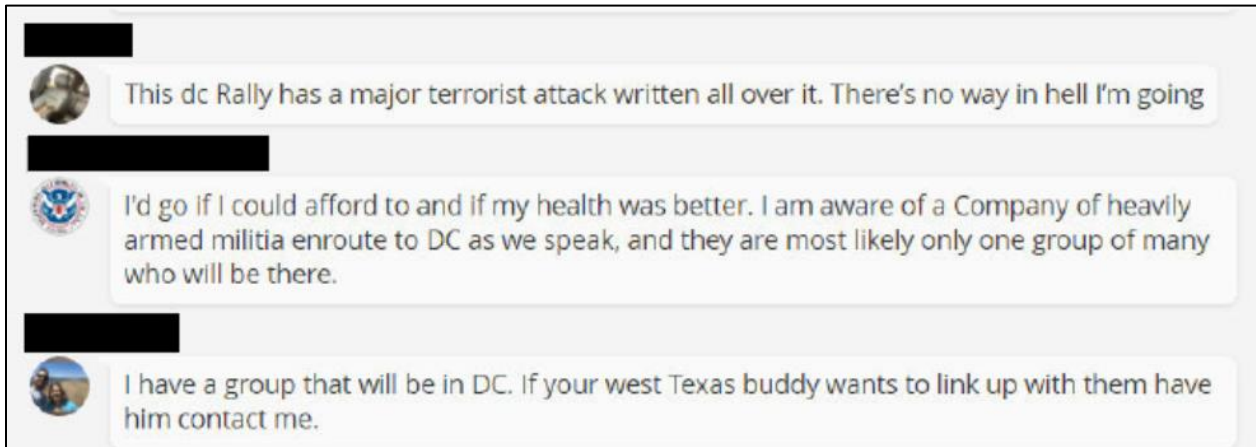 This dc Rally has a major terrorist attack written all over it. There's no way in hell I'm going
I'd go if I could afford to and if my health was better. I am aware of a Company of heavily
armed militia enroute to DC as we speak, and they are most likely only one group of many
who will be there.
I have a group that will be in DC. If your west Texas buddy wants to link up with them have
him contact me.